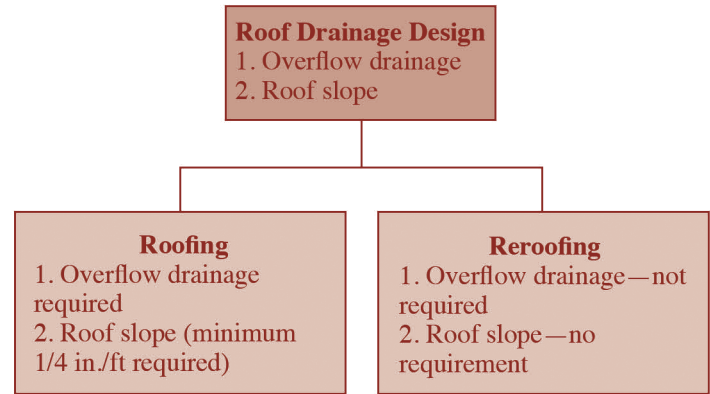 Roof Drainage Design
1. Overflow drainage
2. Roof slope
Roofing
1. Overflow drainage
required
2. Roof slope (minimum
1/4 in./ft required)
Reroofing
1. Overflow drainage—not
required
2. Roof slope—no
requirement